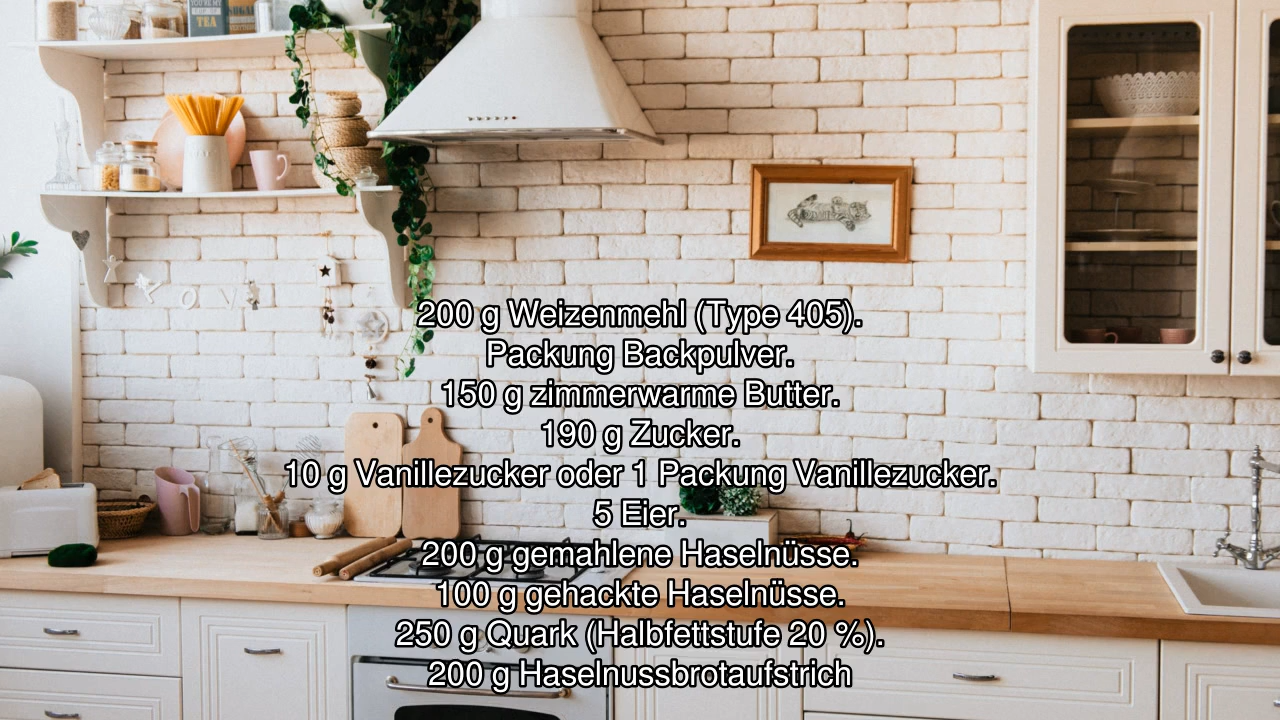 TEA
200 g Weizenmehl (Type 405).
Packung Backpulver.
150 g zimmerwarme Butter.
190 g Zucker.
10 g Vanillezucker oder 1 Packung Vanillezucker.
5 Eier.
200 g gemahlene Haselnüsse.
100 g gehackte Haselnüsse.
250 g Quark (Halbfettstufe 20 %).
200 g Haselnussbrotaufstrich